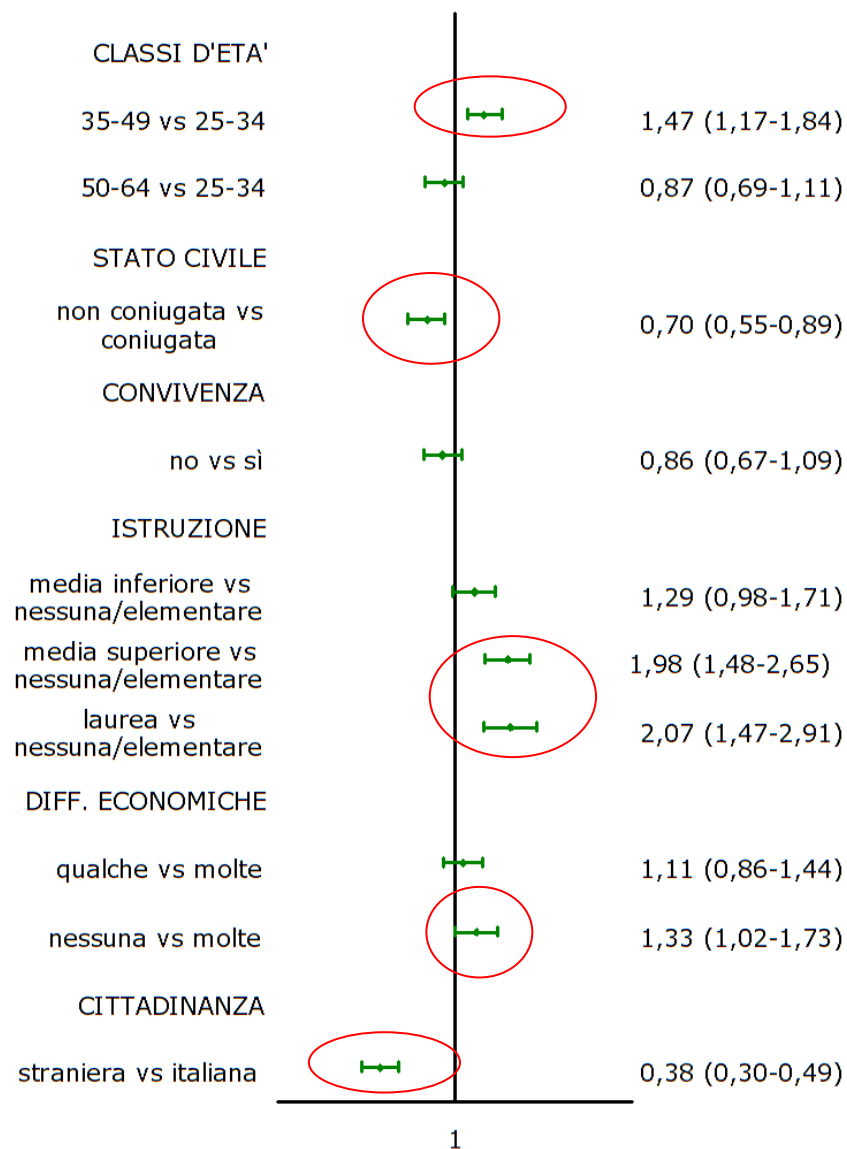 CLASSI D'ETA'
35-49 vs 25-34 1,47 (1,17-1,84)
50-64 vs 25-34 0,87 (0,69-1,11)
STATO CIVILE
non coniugata vs
coniugata 0,70 (0,55-0,89)
CONVIVENZA
no vs sì 0,86 (0,67-1,09)
ISTRUZIONE
media inferiore vs
nessuna/elementare 1,29 (0,98-1,71)
media superiore vs
nessuna/elementare 1,98 (1,48-2,65)
laurea vs
nessuna/elementare 2,07 (1,47-2,91)
DIFF. ECONOMICHE
qualche vs molte 1,11 (0,86-1,44)
nessuna vs molte 1,33 (1,02-1,73)
CITTADINANZA
straniera vs italiana 0,38 (0,30-0,49)
1